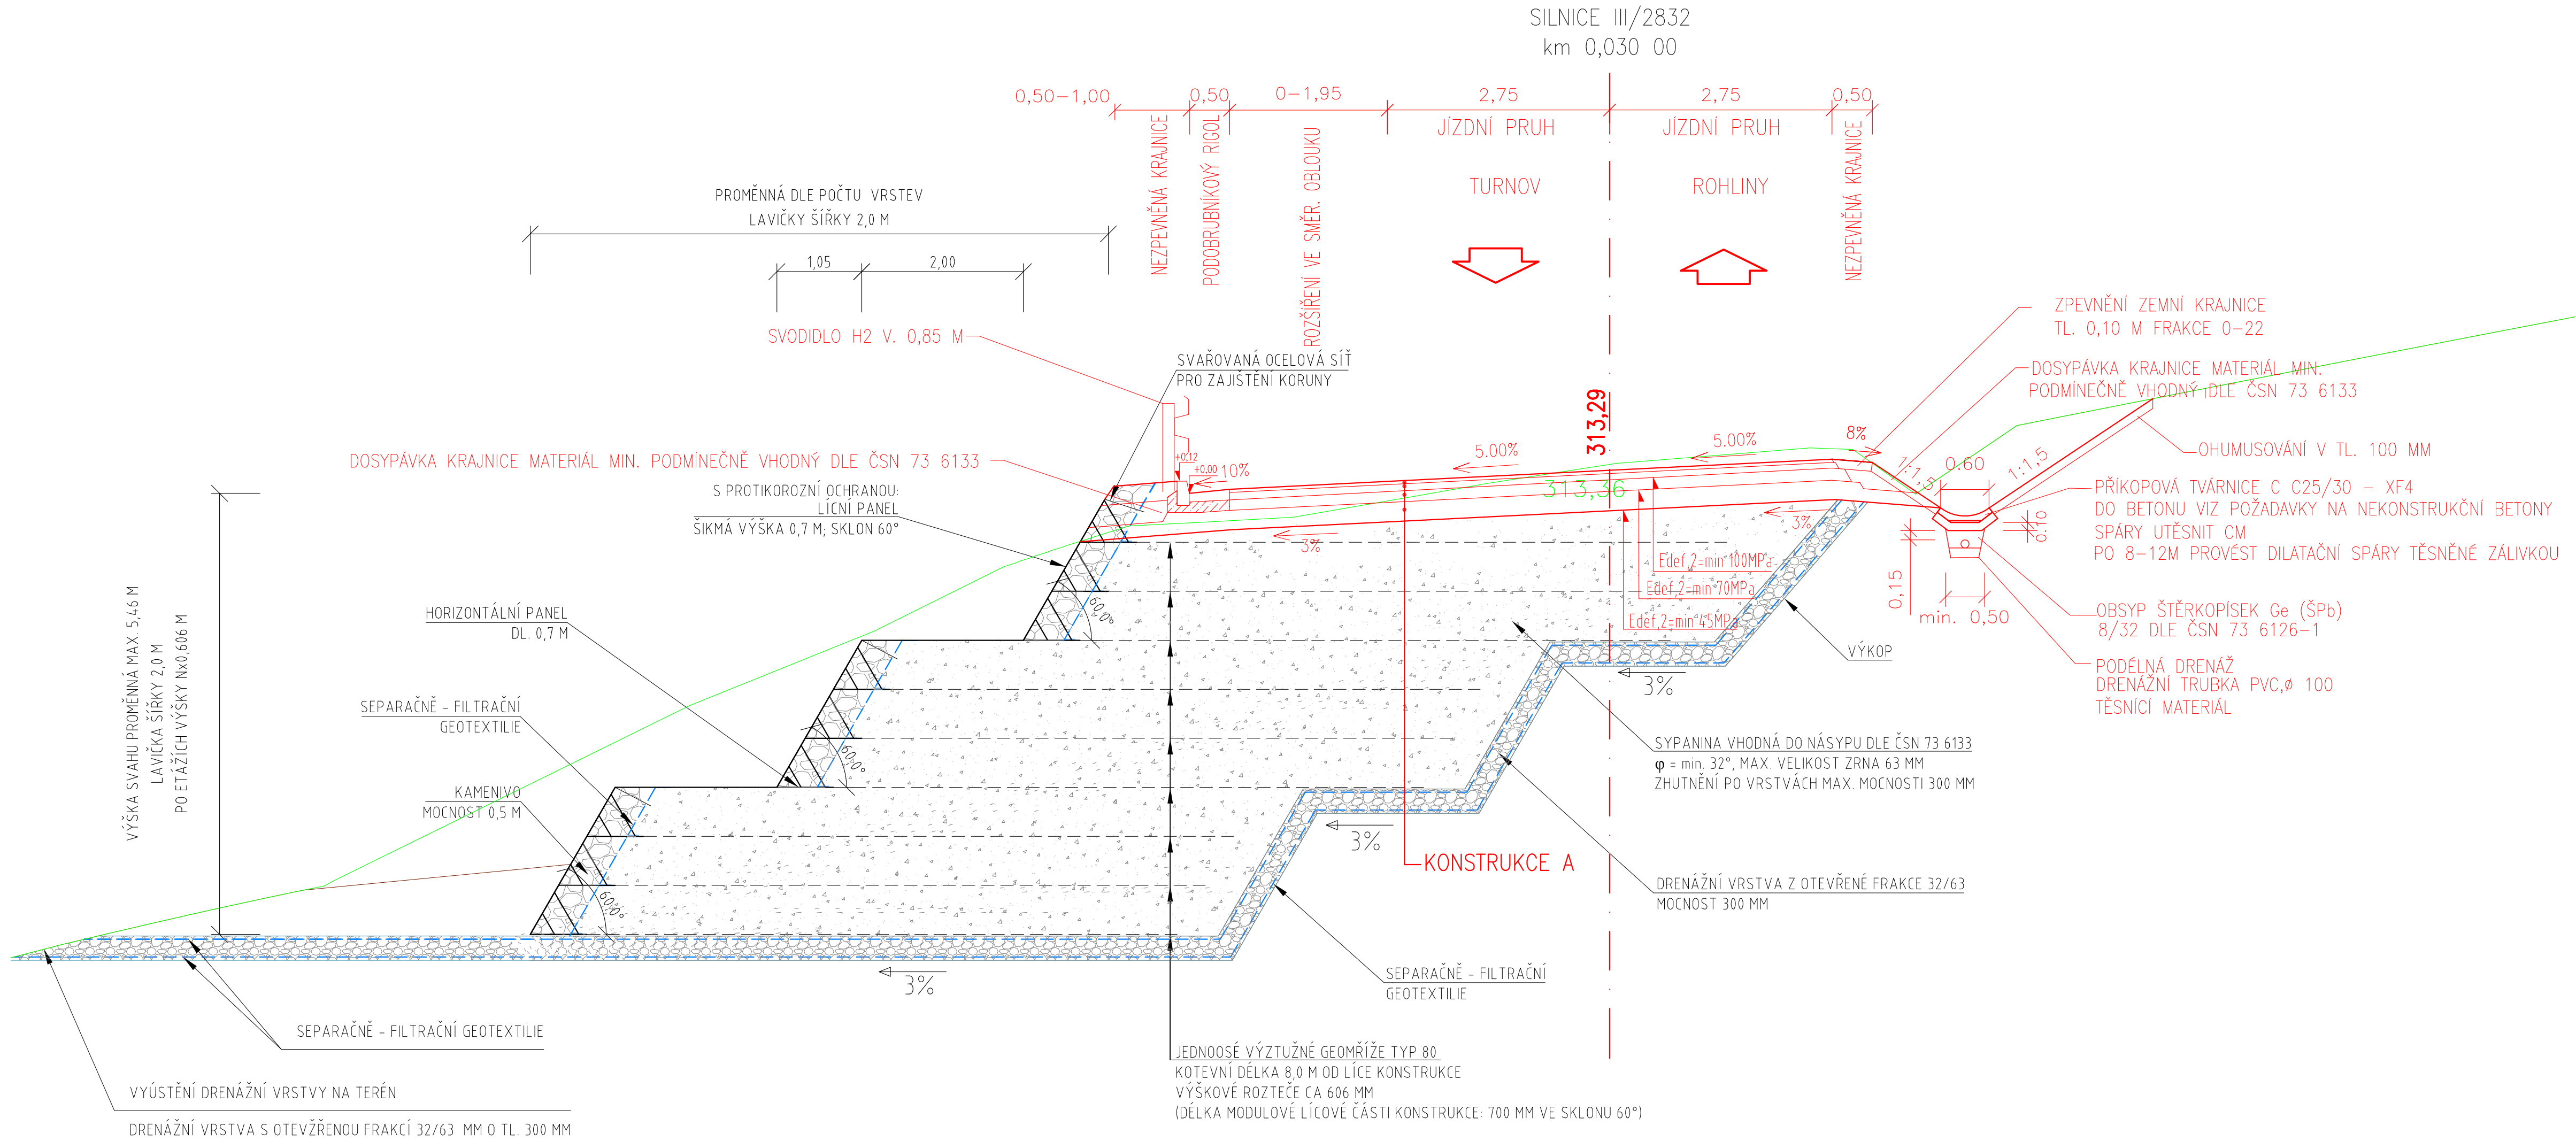 SILNICE III/2832
km 0,030 00
0,50-1,00
0,50
0-1,95
2,75
2,75
0,50
NEZPEVNĚNÁ KRAJNICE
PODOBRUBNÍKOVÝ RIGOL
ROZŠÍŘENÍ VE SMĚR. OBLOUKU
JÍZDNÍ PRUH
JÍZDNÍ PRUH
NEZPEVNĚNÁ KRAJNICE
TURNOV
ROHLINY
PROMĚNNÁ DLE POČTU VRSTEV
LAVIČKY ŠÍŘKY 2,0 M
1,05
2,00
SVODIDLO H2 V. 0,85 M
SVAŘOVANÁ OCELOVÁ SÍŤ
PRO ZAJIŠTĚNÍ KORUNY
ZPEVNĚNÍ ZEMNÍ KRAJNICE
TL. 0,10 M FRAKCE 0-22
DOSYPÁVKA KRAJNICE MATERIÁL MIN.
PODMÍNEČNĚ VHODNÝ DLE ČSN 73 6133
OHUMUSOVÁNÍ V TL. 100 MM
PŘÍKOPOVÁ TVÁRNICE C C25/30 - XF4
DO BETONU VIZ POŽADAVKY NA NEKONSTRUKČNÍ BETONY
SPÁRY UTĚSNIT CM
PO 8-12M PROVÉST DILATAČNÍ SPÁRY TĚSNĚNÉ ZÁLIVKOU
OBSYP ŠTĚRKOPÍSEK Ge (ŠPb)
8/32 DLE ČSN 73 6126-1
PODÉLNÁ DRENÁŽ
DRENÁŽNÍ TRUBKA PVC,ø 100
TĚSNÍCÍ MATERIÁL
313,29
313,36
5.00%
5.00%
8%
1:1,5
0.60
1:1,5
0.10
0,15
min. 0,50
+0,12
+0,00
10%
3%
3%
Edef,2=min 100MPa
Edef,2=min 70MPa
Edef,2=min 45MPa
DOSYPÁVKA KRAJNICE MATERIÁL MIN. PODMÍNEČNĚ VHODNÝ DLE ČSN 73 6133
S PROTIKOROZNÍ OCHRANOU:
LÍCNÍ PANEL
ŠIKMÁ VÝŠKA 0,7 M; SKLON 60°
HORIZONTÁLNÍ PANEL
DL. 0,7 M
SEPARAČNĚ - FILTRAČNÍ
GEOTEXTILIE
KAMENIVO
MOCNOST 0,5 M
VÝŠKA SVAHU PROMĚNNÁ MAX. 5,46 M
LAVIČKA ŠÍŘKY 2,0 M
PO ETÁŽÍCH VÝŠKY Nx0,606 M
60,0°
60,0°
60,0°
VÝKOP
3%
3%
3%
SYPANINA VHODNÁ DO NÁSYPU DLE ČSN 73 6133
φ = min. 32°, MAX. VELIKOST ZRNA 63 MM
ZHUTNĚNÍ PO VRSTVÁCH MAX. MOCNOSTI 300 MM
KONSTRUKCE A
DRENÁŽNÍ VRSTVA Z OTEVŘENÉ FRAKCE 32/63
MOCNOST 300 MM
SEPARAČNĚ - FILTRAČNÍ
GEOTEXTILIE
SEPARAČNĚ - FILTRAČNÍ GEOTEXTILIE
JEDNOOSÉ VÝZTUŽNÉ GEOMŘÍŽE TYP 80
KOTEVNÍ DÉLKA 8,0 M OD LÍCE KONSTRUKCE
VÝŠKOVÉ ROZTEČE CA 606 MM
(DÉLKA MODULOVÉ LÍCOVÉ ČÁSTI KONSTRUKCE: 700 MM VE SKLONU 60°)
VYÚSTĚNÍ DRENÁŽNÍ VRSTVY NA TERÉN
DRENÁŽNÍ VRSTVA S OTEVŽŘENOU FRAKCÍ 32/63 MM O TL. 300 MM